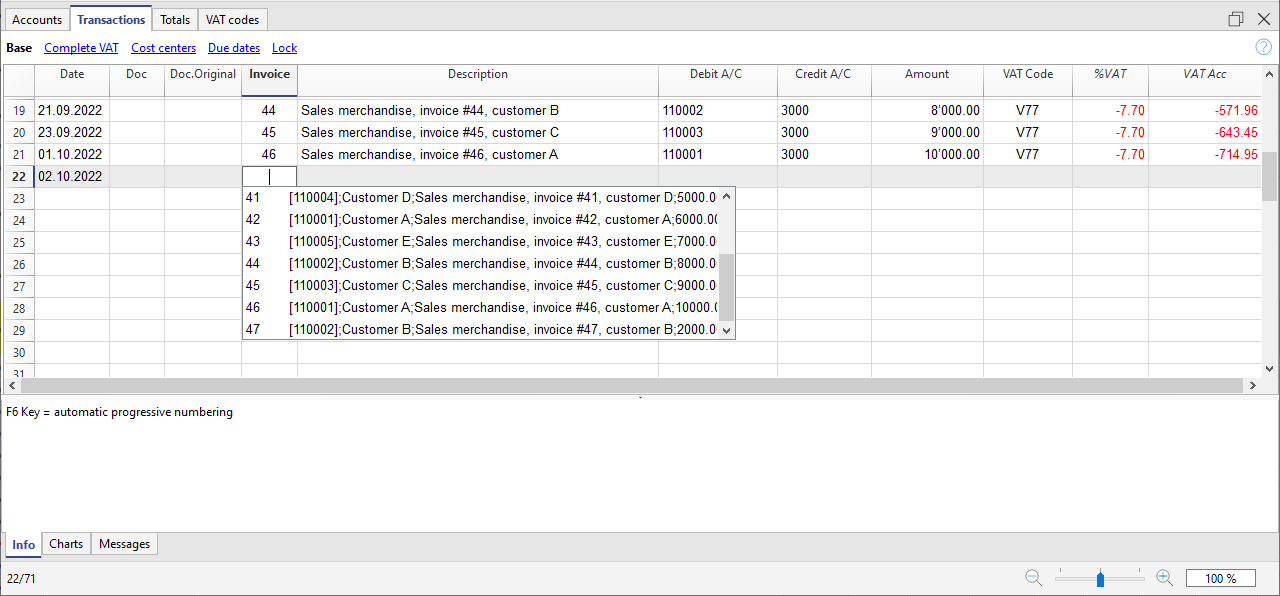 Accounts Transactions Totals VAT codes
Base Complete VAT Cost centers Due dates Lock
Date Doc Doc.Original Invoice Description Debit A/C Credit A/C Amount VAT Code %VAT VAT Acc
19 21.09.2022 44 Sales merchandise, invoice #44, customer B 110002 3000 8'000.00 V77 -7.70 -571.96
20 23.09.2022 45 Sales merchandise, invoice #45, customer C 110003 3000 9'000.00 V77 -7.70 -643.45
21 01.10.2022 46 Sales merchandise, invoice #46, customer A 110001 3000 10'000.00 V77 -7.70 -714.95
22 02.10.2022
23 41 [110004];Customer D;Sales merchandise, invoice #41, customer D;5000.0
24 42 [110001];Customer A;Sales merchandise, invoice #42, customer A;6000.00
25 43 [110005];Customer E;Sales merchandise, invoice #43, customer E;7000.0
26 44 [110002];Customer B;Sales merchandise, invoice #44, customer B;8000.0
27 45 [110003];Customer C;Sales merchandise, invoice #45, customer C;9000.0
28 46 [110001];Customer A;Sales merchandise, invoice #46, customer A;10000.0
29 47 [110002];Customer B;Sales merchandise, invoice #47, customer B;2000.0
30
31
F6 Key = automatic progressive numbering
Info Charts Messages
22/71 100 %